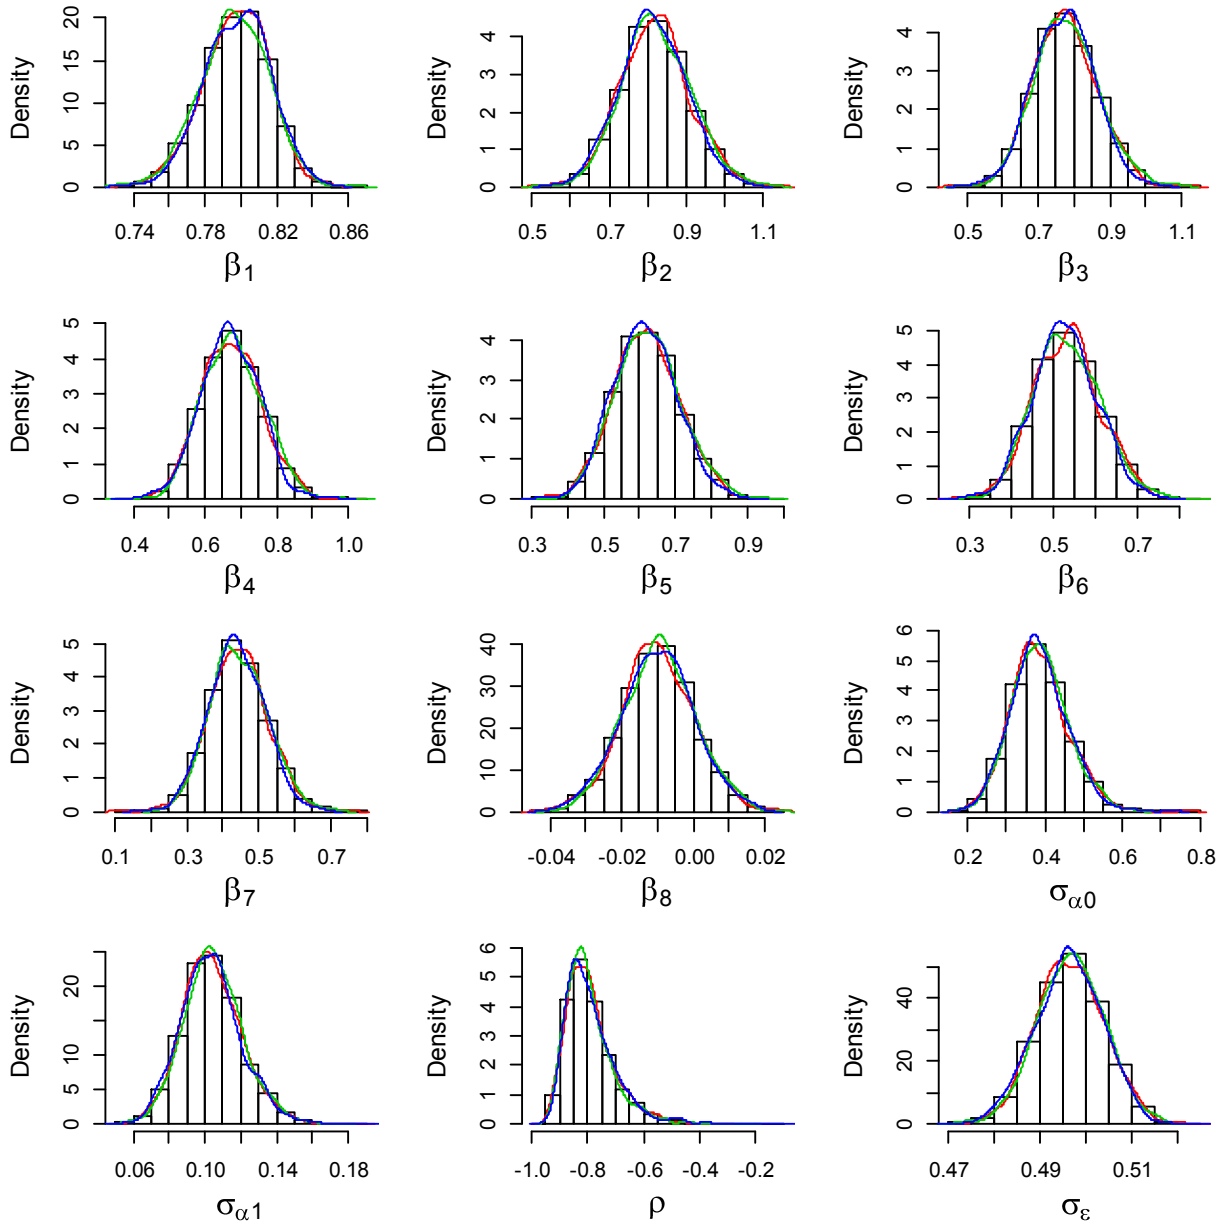 Density
0 5 10 15 20
0.74 0.78 0.82 0.86
β1
Density
0 1 2 3 4
0.5 0.7 0.9 1.1
β2
Density
0 1 2 3 4
0.5 0.7 0.9 1.1
β3
Density
0 1 2 3 4 5
0.4 0.6 0.8 1.0
β4
Density
0 1 2 3 4
0.3 0.5 0.7 0.9
β5
Density
0 1 2 3 4 5
0.3 0.5 0.7
β6
Density
0 1 2 3 4 5
0.1 0.3 0.5 0.7
β7
Density
0 10 20 30 40
-0.04 -0.02 0.00 0.02
β8
Density
0 1 2 3 4 5 6
0.2 0.4 0.6 0.8
σα0
Density
0 5 10 20
0.06 0.10 0.14 0.18
σα1
Density
0 1 2 3 4 5 6
-1.0 -0.8 -0.6 -0.4 -0.2
ρ
Density
0 20 40
0.47 0.49 0.51
σε